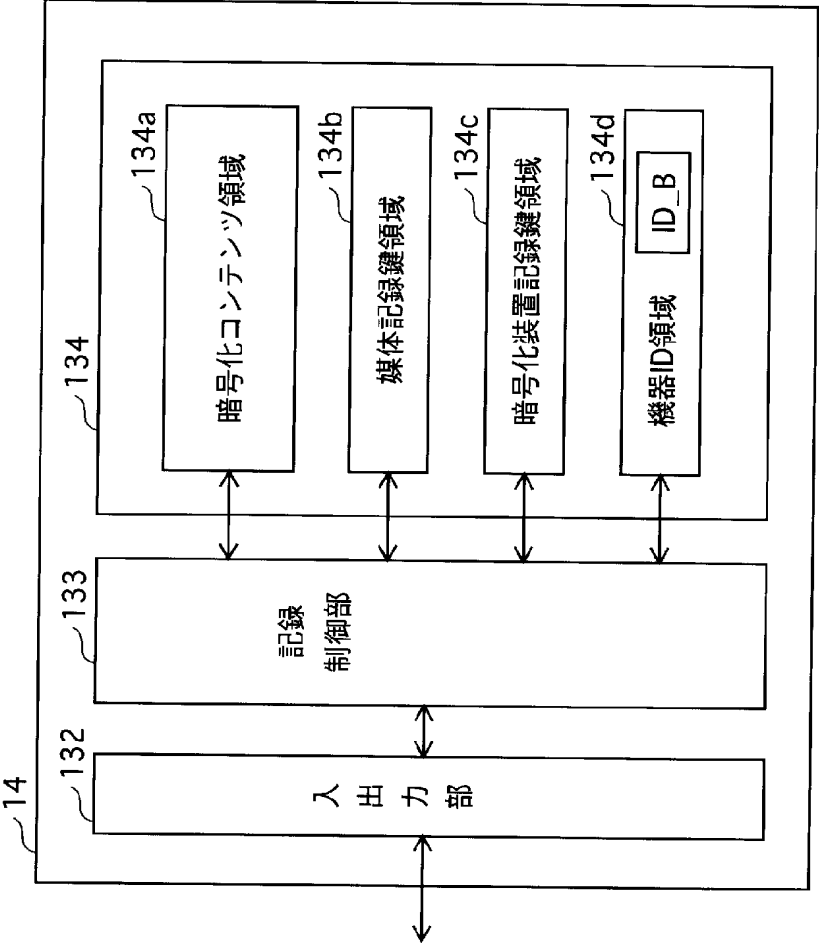 14
132
入出力部
133
記録
制御部
134
134a
暗号化コンテンツ領域
134b
媒体記録鍵領域
134c
暗号化装置記録鍵領域
134d
機器ID領域
ID_B